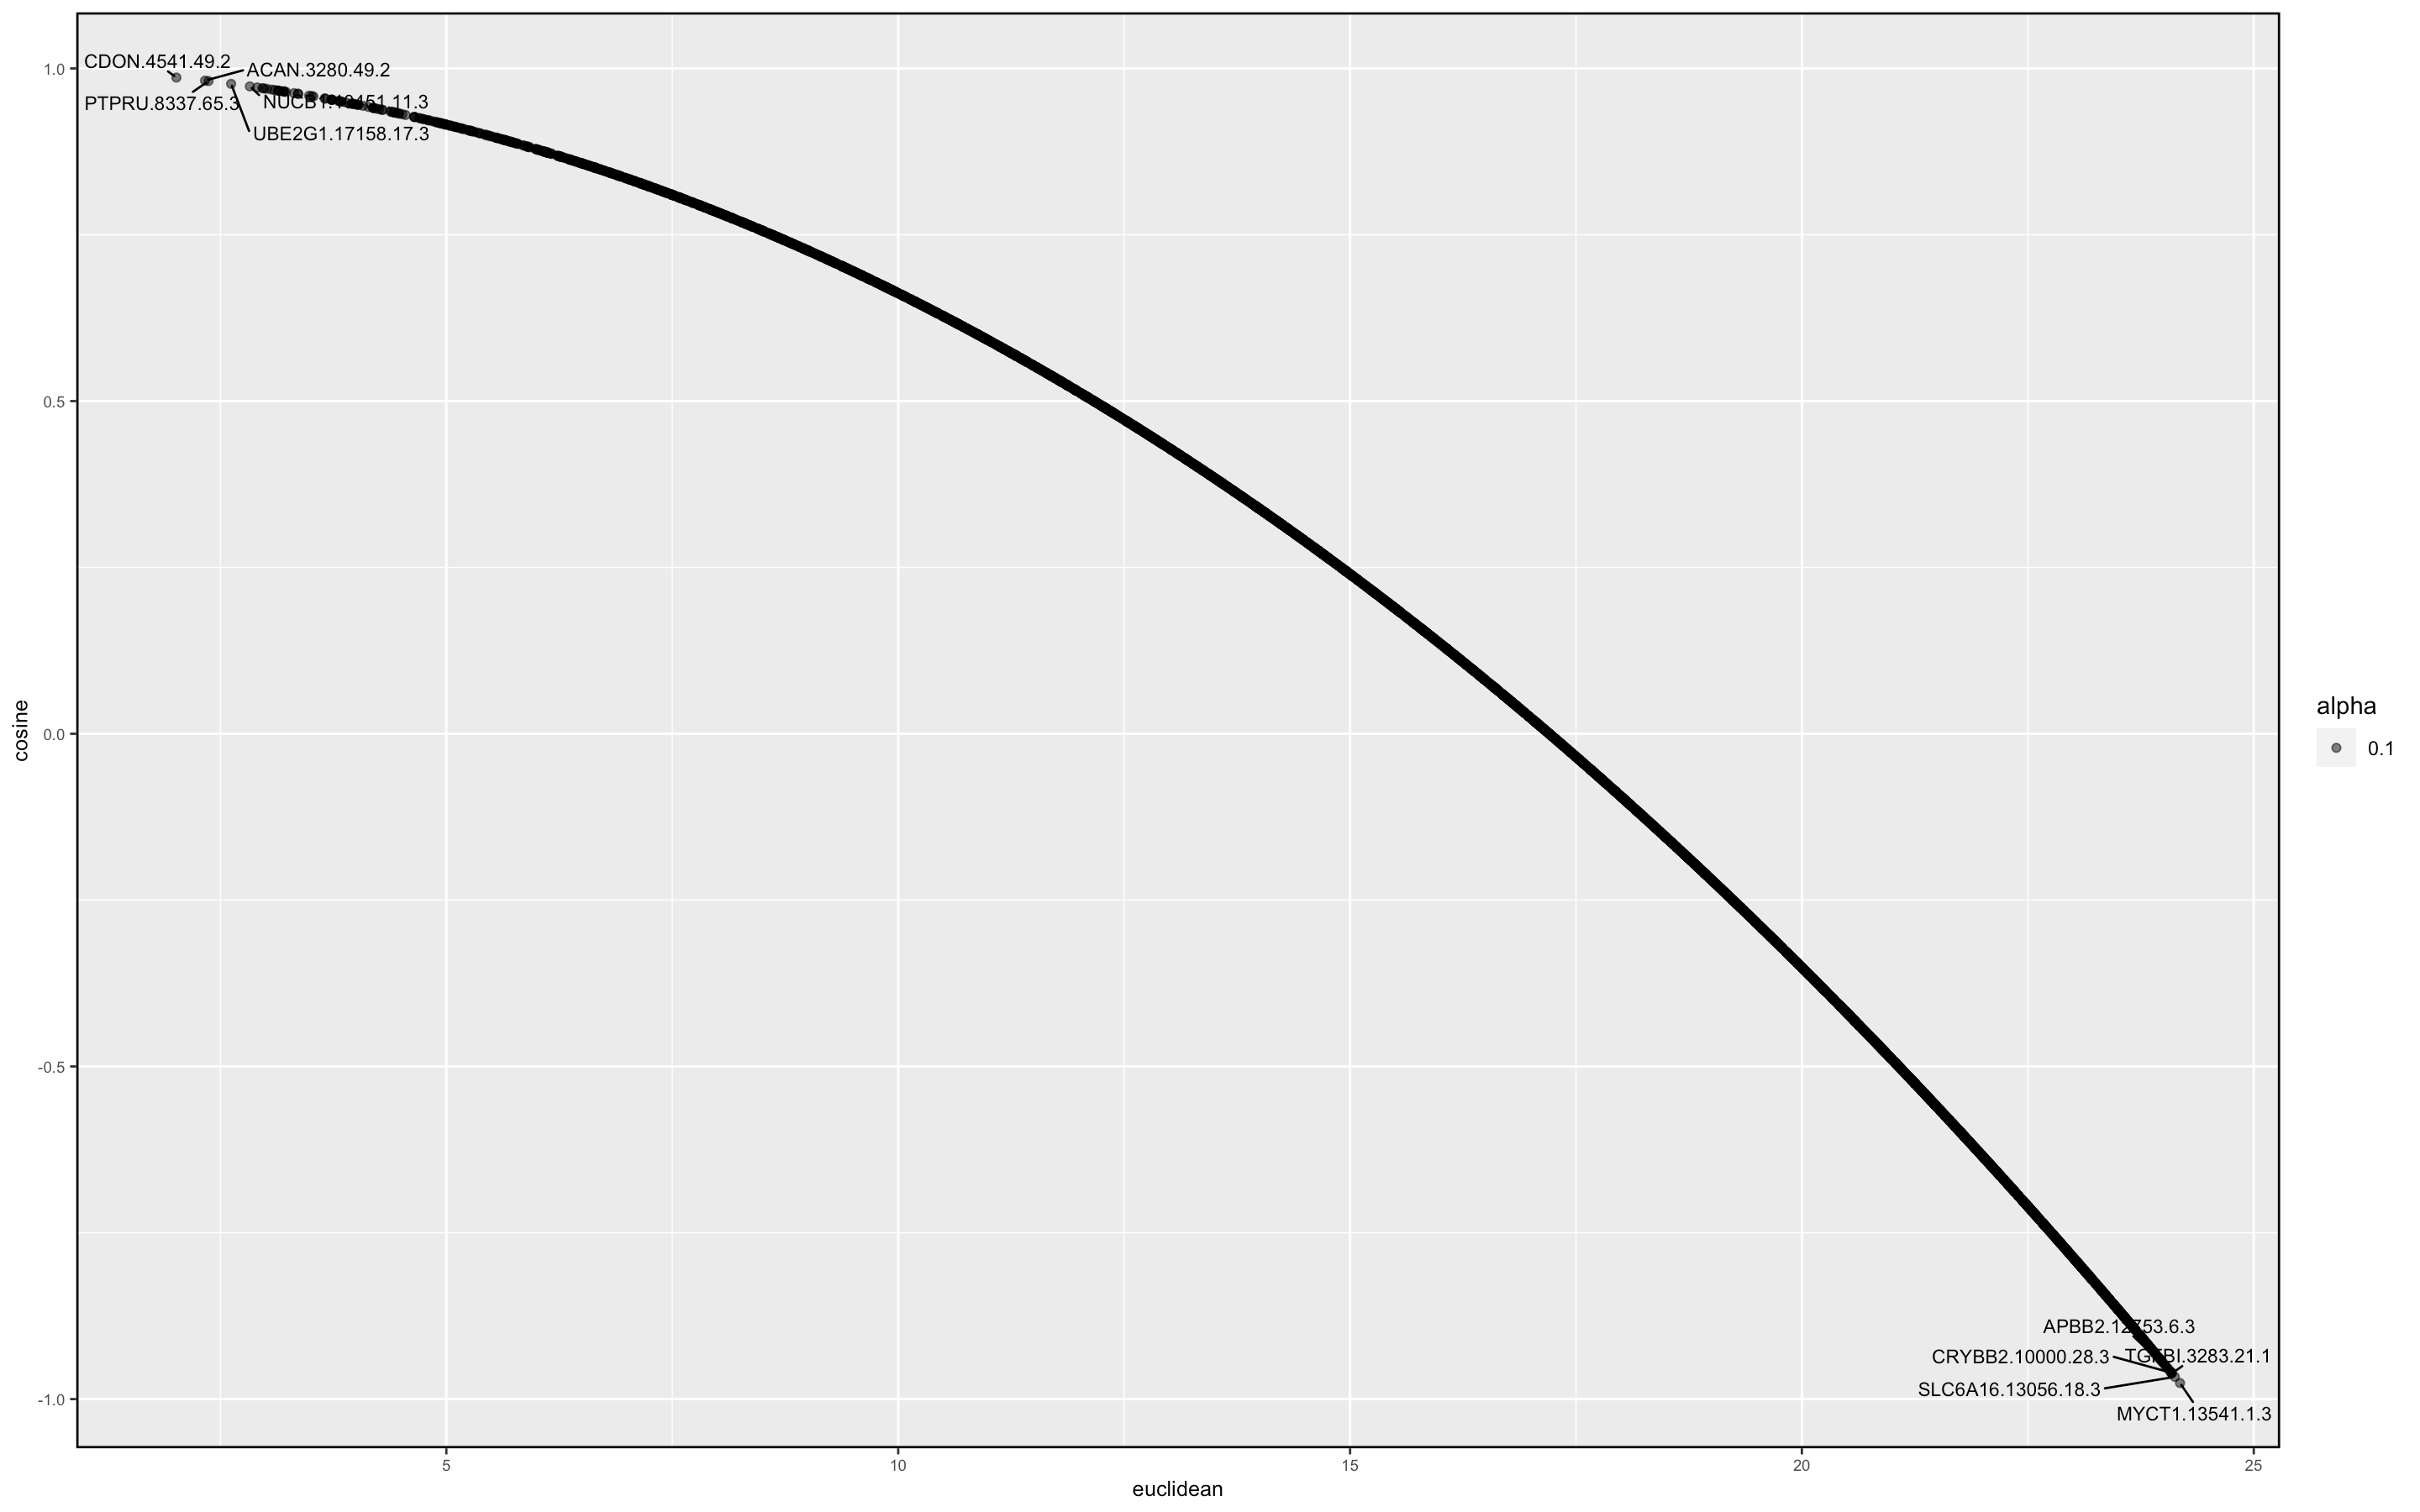 CDON.4541.49.2
ACAN.3280.49.2
PTPRU.8337.65.3
UBE2G1.17158.17.3
APBB2.12753.6.3
CRYBB2.10000.28.3
TGFBI.3283.21.1
SLC6A16.13056.18.3
MYCT1.13541.1.3
1.0
0.5
0.0
-0.5
-1.0
cosine
5
10
15
20
25
euclidean
alpha
0.1